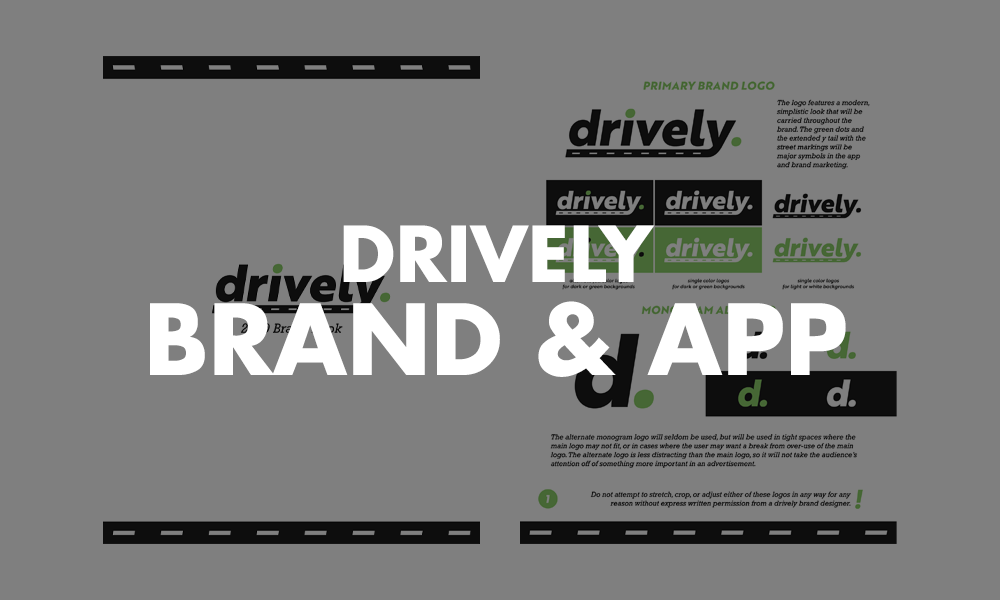 DRIVELY
BRAND & APP
drively.
Brand Book
PRIMARY BRAND LOGO
drively.
The logo features a modern,
simplistic look that will be
carried throughout the
brand. The green dots and
the extended y tail with the
street markings will be
major symbols in the app
and brand marketing.
drively.
drively.
drively.
drively.
drively.
drively.
for dark or green backgrounds
single color logos
for dark or green backgrounds
single color logos
for light or white backgrounds
d.
d.
d.
d.
d.
The alternate monogram logo will seldom be used, but will be used in tight spaces where the
main logo may not fit, or in cases where the user may want a break from over-use of the main
logo. The alternate logo is less distracting than the main logo, so it will not take the audience's
attention off of something more important in an advertisement.
1
Do not attempt to stretch, crop, or adjust either of these logos in any way for any
reason without express written permission from a drively brand designer.
!